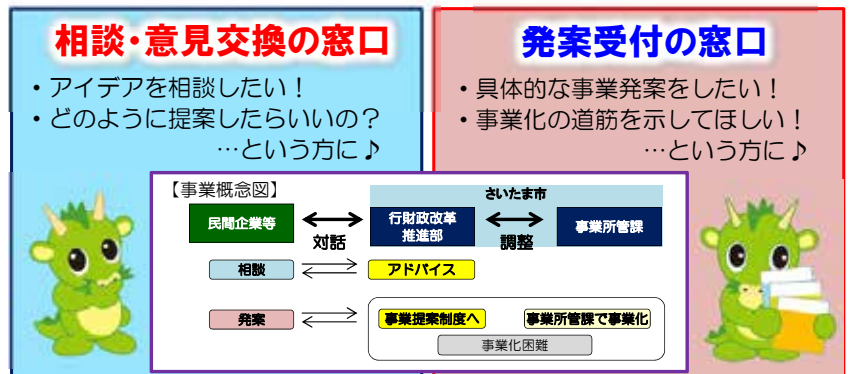 相談・意見交換の窓口
・アイデアを相談したい！
・どのように提案したらいいの？
…という方に♪
発案受付の窓口
・具体的な事業発案をしたい！
・事業化の道筋を示してほしい！
…という方に♪
【事業概念図】
さいたま市
民間企業等
対話
行財政改革
推進部
調整
事業所管課
相談
アドバイス
発案
事業提案制度へ
事業所管課で事業化
事業化困難